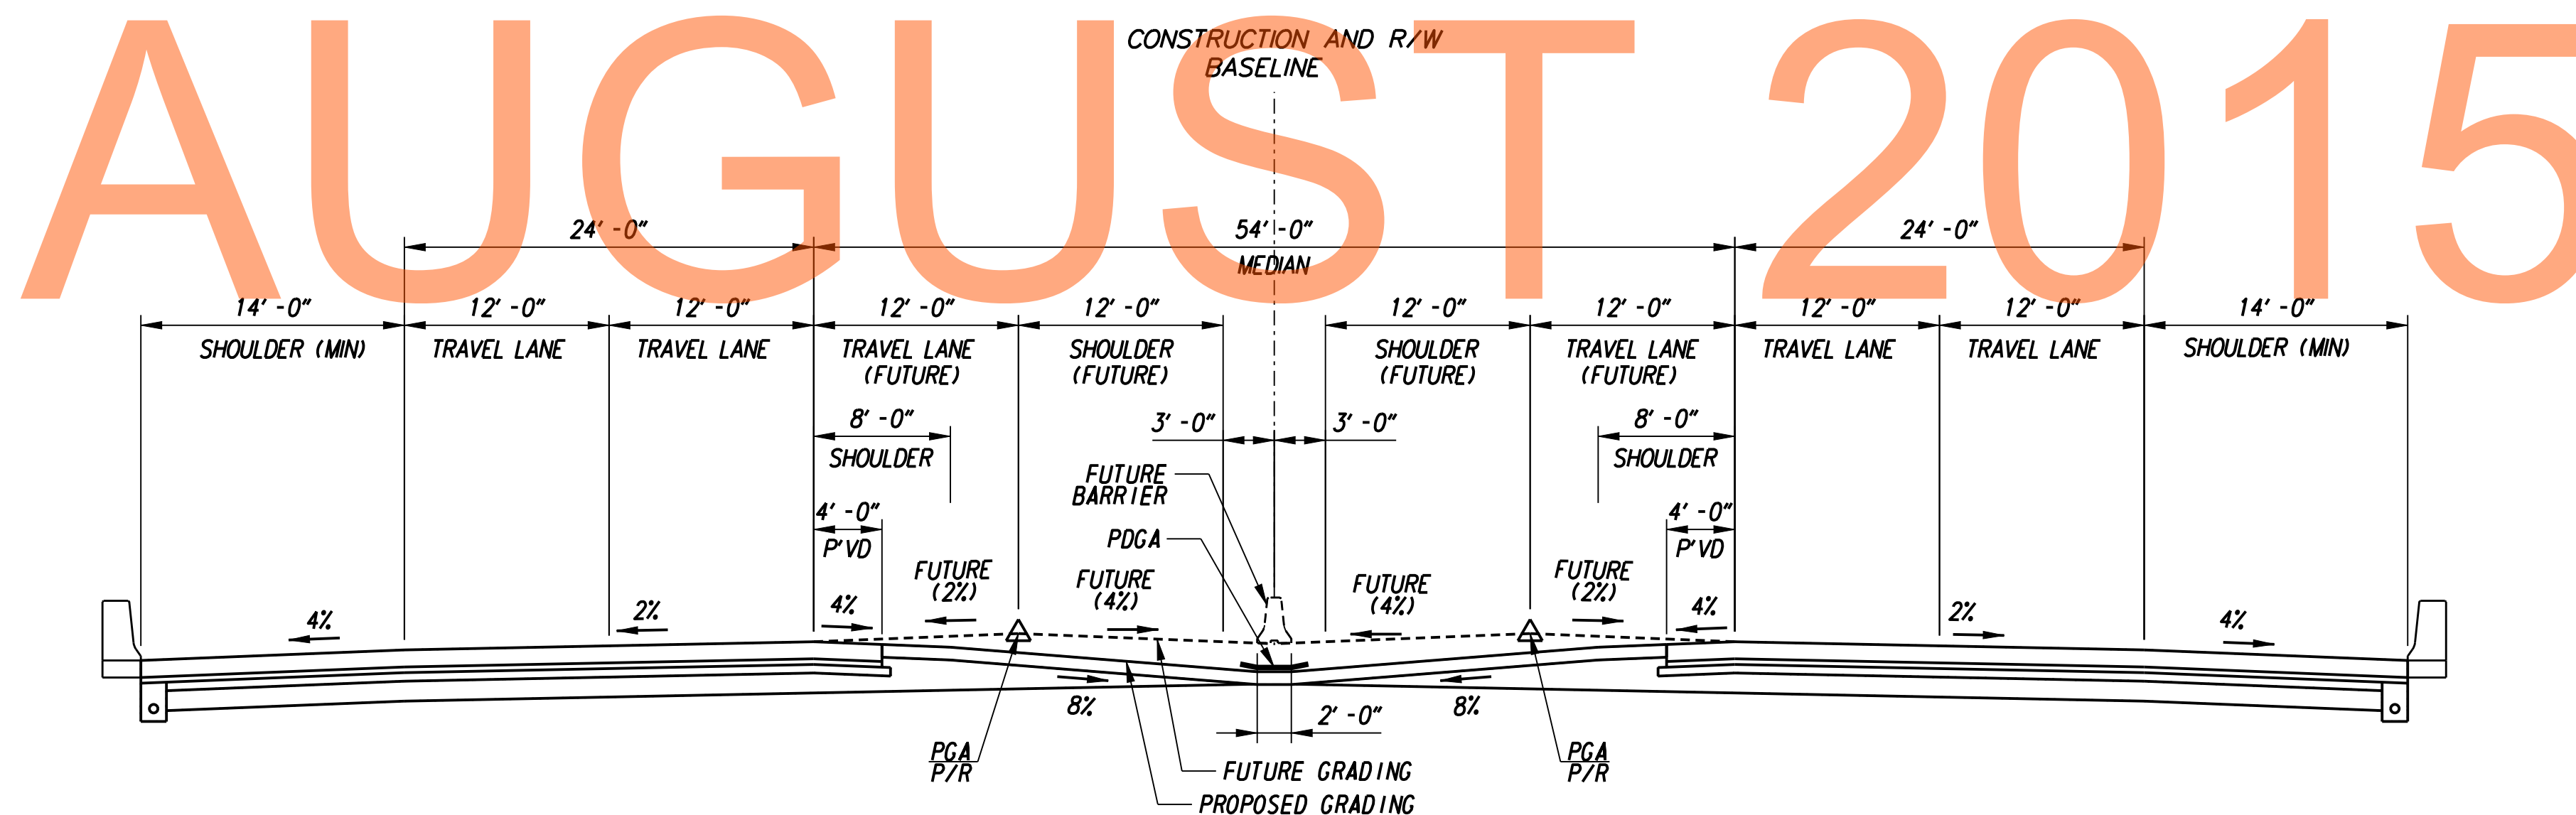 AUGUST 2015
CONSTRUCTION AND R/W
BASELINE
24'-0" 54'-0" 24'-0"
MEDIAN
14'-0" 12'-0" 12'-0" 12'-0" 12'-0" 12'-0" 12'-0" 12'-0" 12'-0" 14'-0"
SHOULDER (MIN) TRAVEL LANE TRAVEL LANE TRAVEL LANE SHOULDER SHOULDER TRAVEL LANE TRAVEL LANE TRAVEL LANE SHOULDER (MIN)
(FUTURE) (FUTURE) (FUTURE) (FUTURE)
8'-0" 3'-0" 3'-0" 8'-0"
SHOULDER SHOULDER
FUTURE
BARRIER
4'-0" 4'-0"
PDGA
P'VD P'VD
FUTURE FUTURE FUTURE FUTURE
(2%) (4%) (4%) (2%)
4% 2% 4% 4% 2% 4%
8% 8%
2'-0"
PGA PGA
P/R P/R
FUTURE GRADING
PROPOSED GRADING